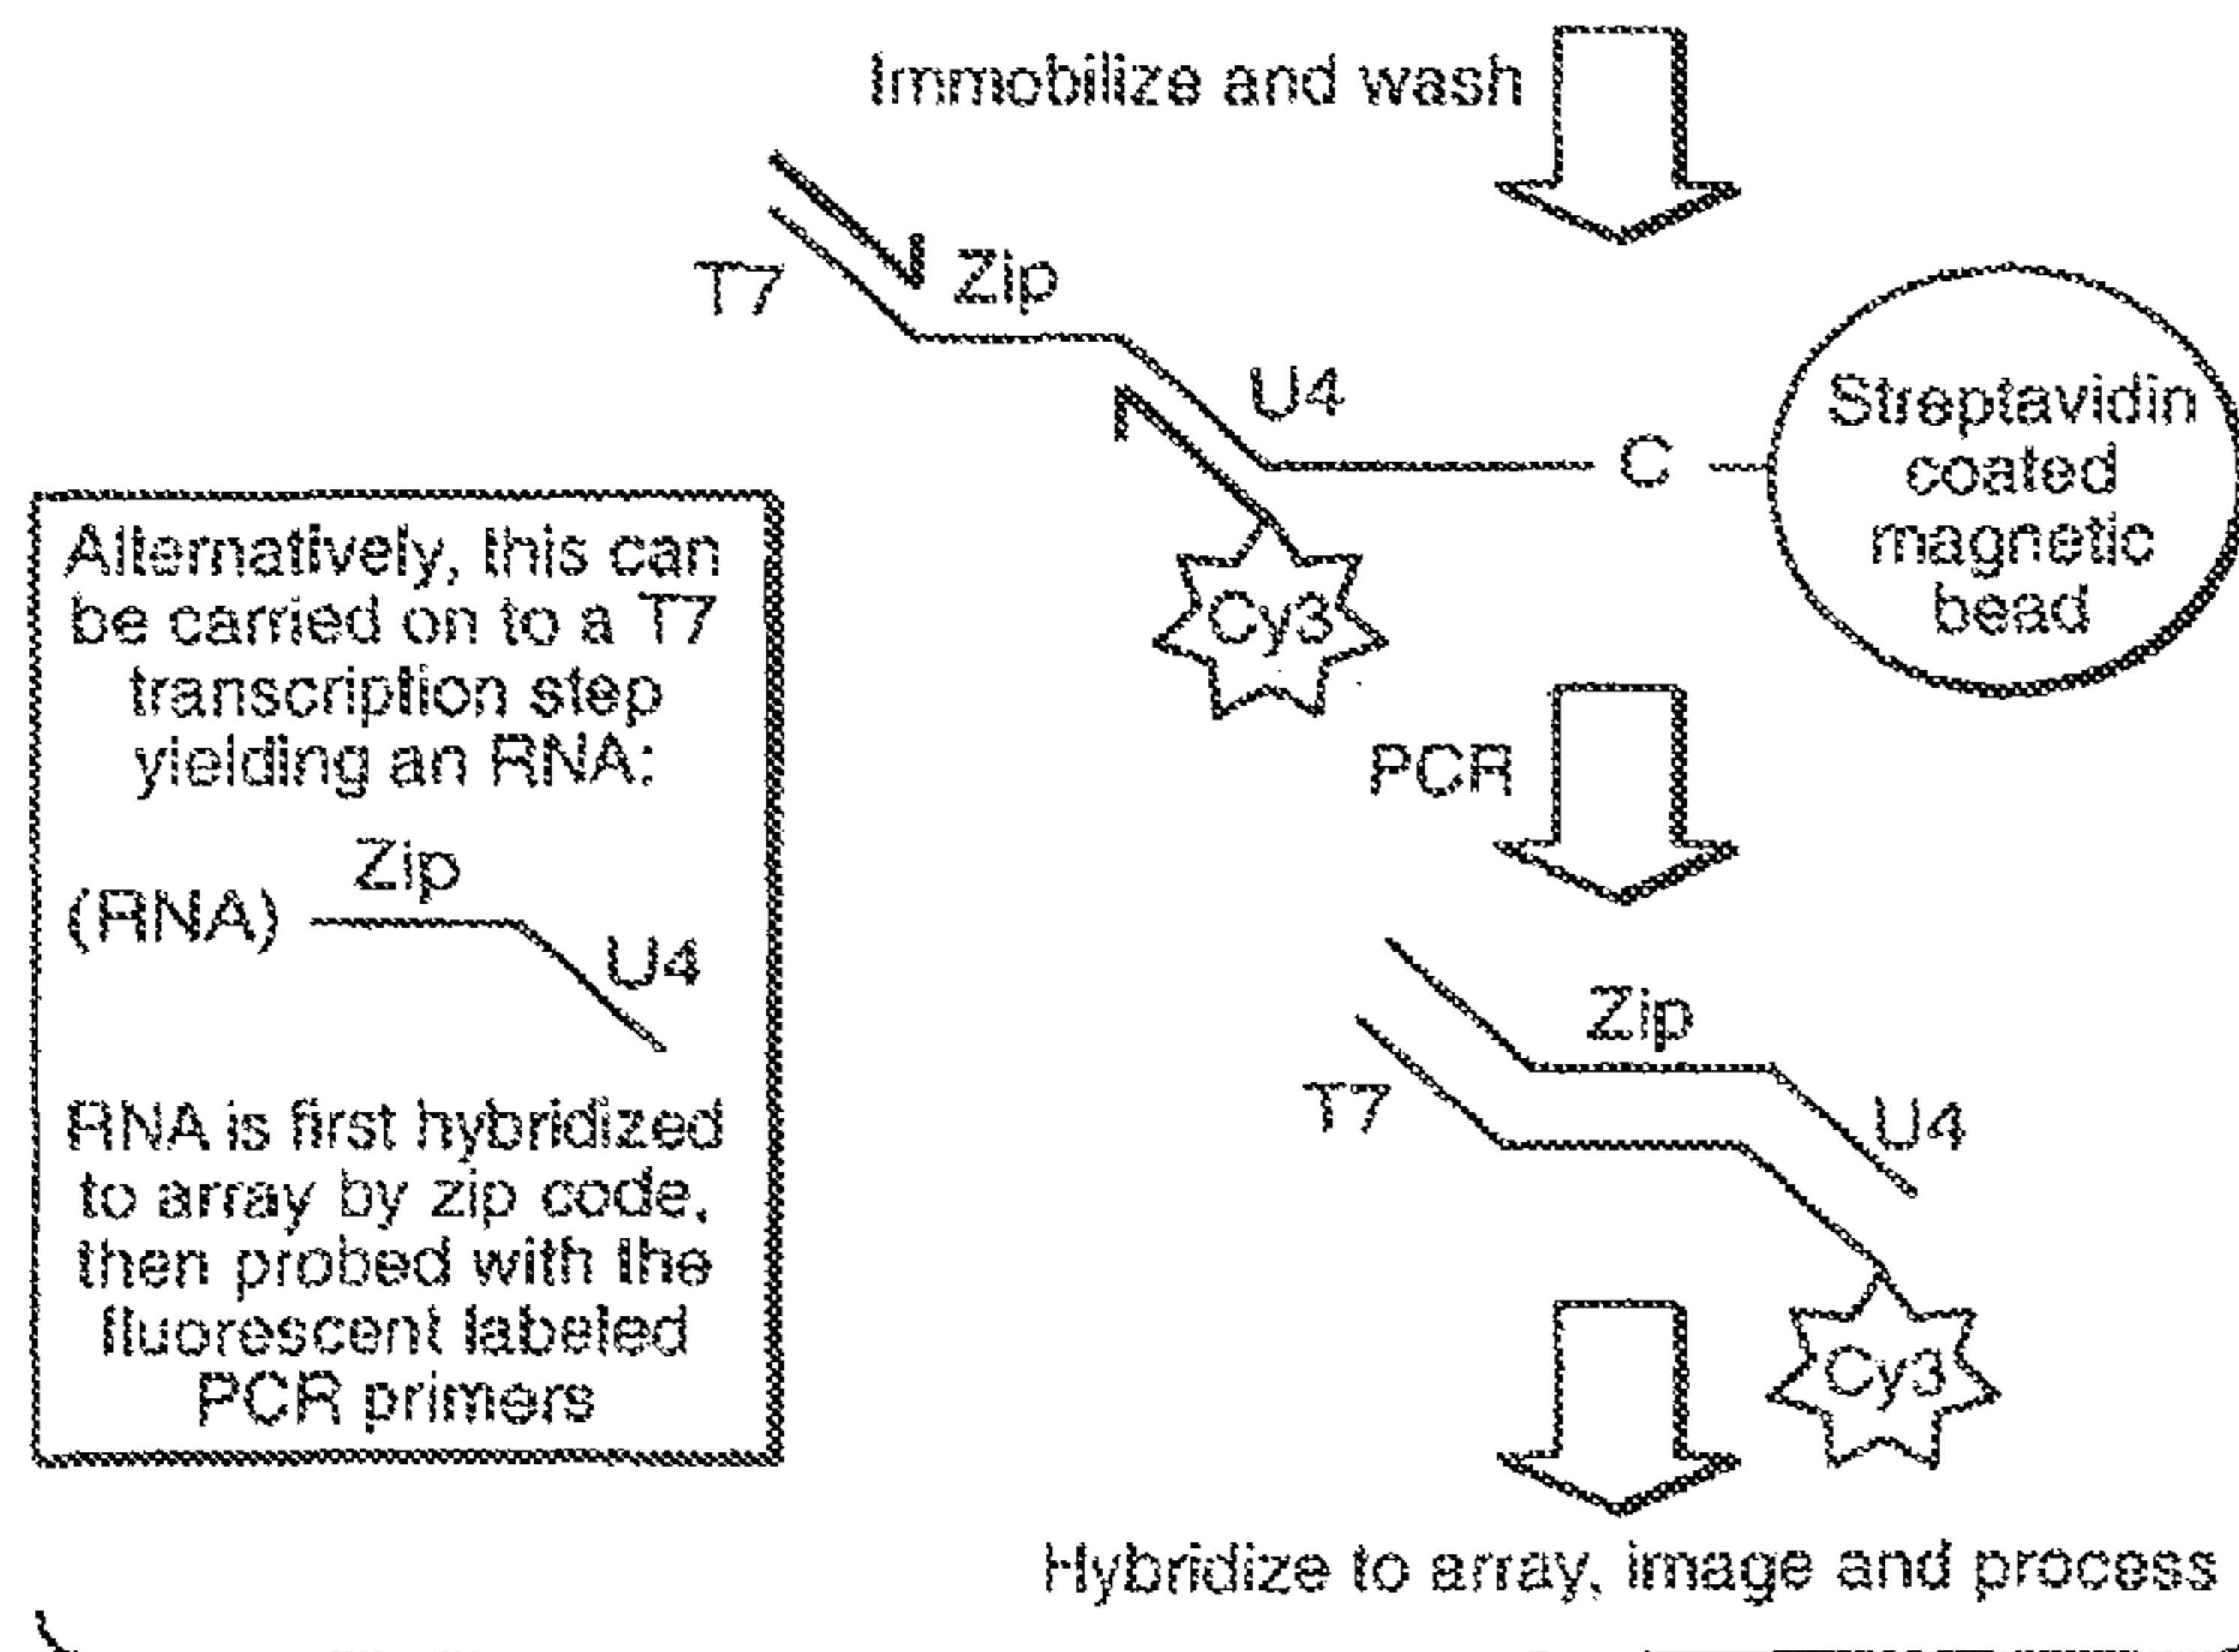 Immobilize and wash
T7
Zip
U4
C
Streptavidin
coated
magnetic
bead
Cy3
PCR
Alternatively, this can
be carried on to a T7
transcription step
yielding an RNA:
Zip
(RNA)
U4
RNA is first hybridized
to array by zip code,
then probed with the
fluorescent labeled
PCR primers
Zip
T7
U4
Cy3
Hybridize to array, image and process